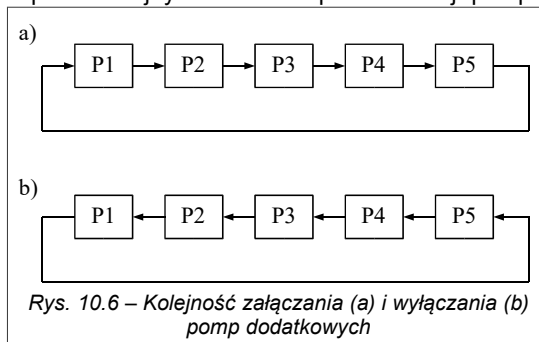 a)
P1 P2 P3 P4 P5
b)
P1 P2 P3 P4 P5
Rys. 10.6 – Kolejność załączania (a) i wyłączania (b)
pomp dodatkowych